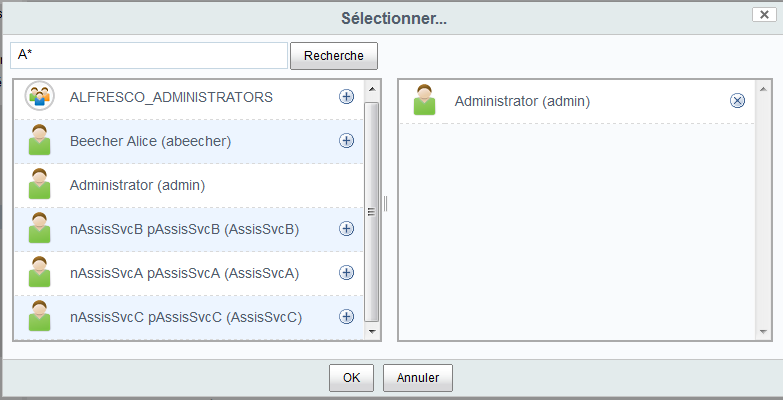 Sélectionner...
A*
Recherche
ALFRESCO_ADMINISTRATORS
Beecher Alice (abeecher)
Administrator (admin)
nAssisSvcB pAssisSvcB (AssisSvcB)
nAssisSvcA pAssisSvcA (AssisSvcA)
nAssisSvcC pAssisSvcC (AssisSvcC)
Administrator (admin)
OK
Annuler